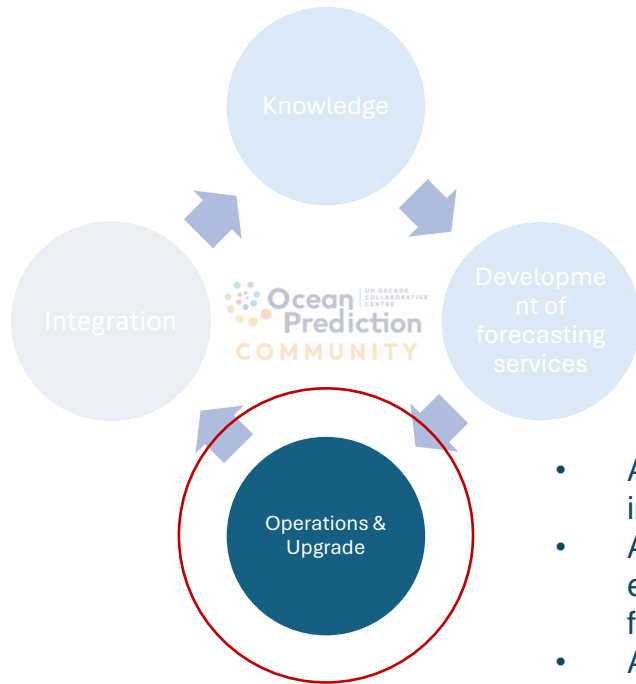 Knowledge
Developme
nt of
forecasting
services
Integration
Ocean
Prediction
COMMUNITY
UN DECADE
COLLABORATIVE
CENTRE
Operations &
Upgrade
• A
i
• A
e
f
• A